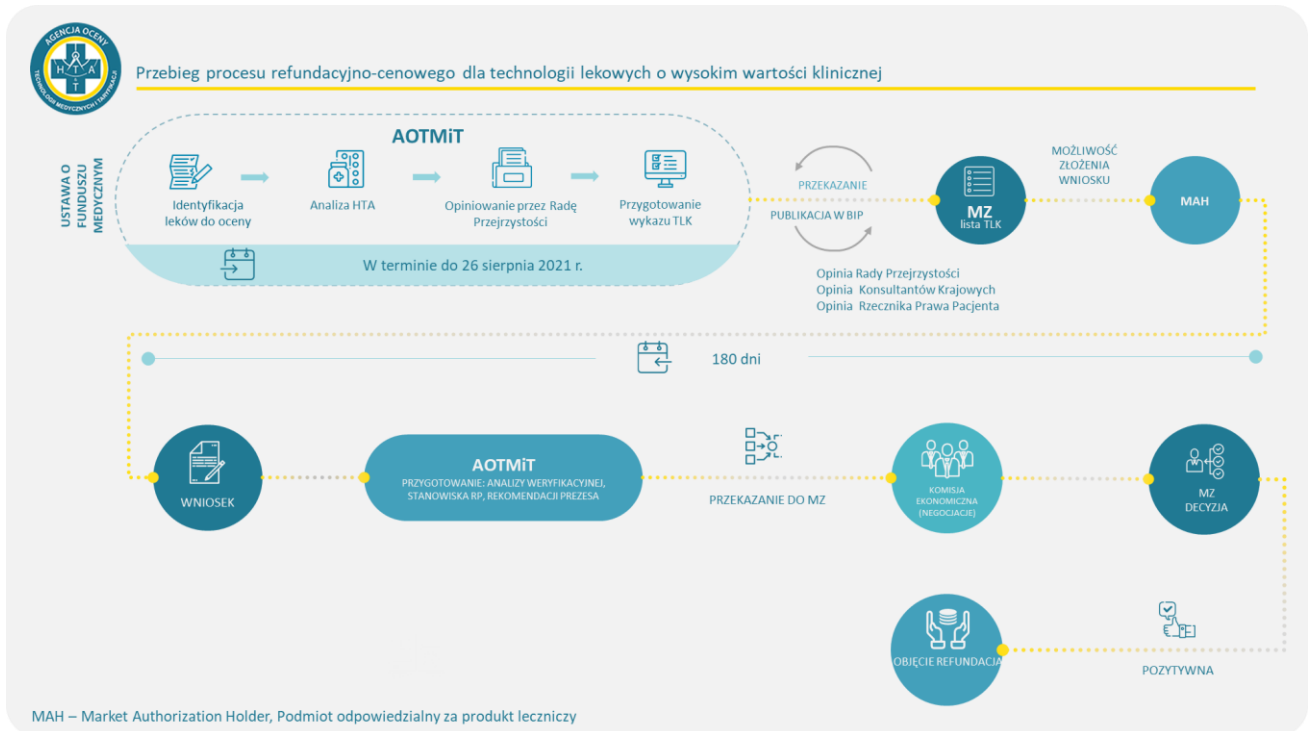 AGENCJA OCENY
TECHNOLOGII MEDYCZNYCH I TARYFIKACJI
A
H T A
T
Przebieg procesu refundacyjno-cenowego dla technologii lekowych o wysokim wartości klinicznej
USTAWA O
FUNDUSZU
MEDYCZNYM
AOTMiT
Identyfikacja
leków do oceny
Analiza HTA
Opiniowanie przez Radę
Przejrzystości
Przygotowanie
wykazu TLK
W terminie do 26 sierpnia 2021 r.
PRZEKAZANIE
PUBLIKACJA W BIP
Opinia Rady Przejrzystości
Opinia Konsultantów Krajowych
Opinia Rzecznika Prawa Pacjenta
MZ
lista TLK
MOŻLIWOŚĆ
ZŁOŻENIA
WNIOSKU
MAH
180 dni
WNIOSEK
AOTMiT
PRZYGOTOWANIE: ANALIZY WERYFIKACYJNEJ,
STANOWISKA RP, REKOMENDACJI PREZESA
PRZEKAZANIE DO MZ
KOMISJA
EKONOMICZNA
(NEGOCJACJE)
MZ
DECYZJA
OBJĘCIE REFUNDACJĄ
POZYTYWNA
MAH – Market Authorization Holder, Podmiot odpowiedzialny za produkt leczniczy